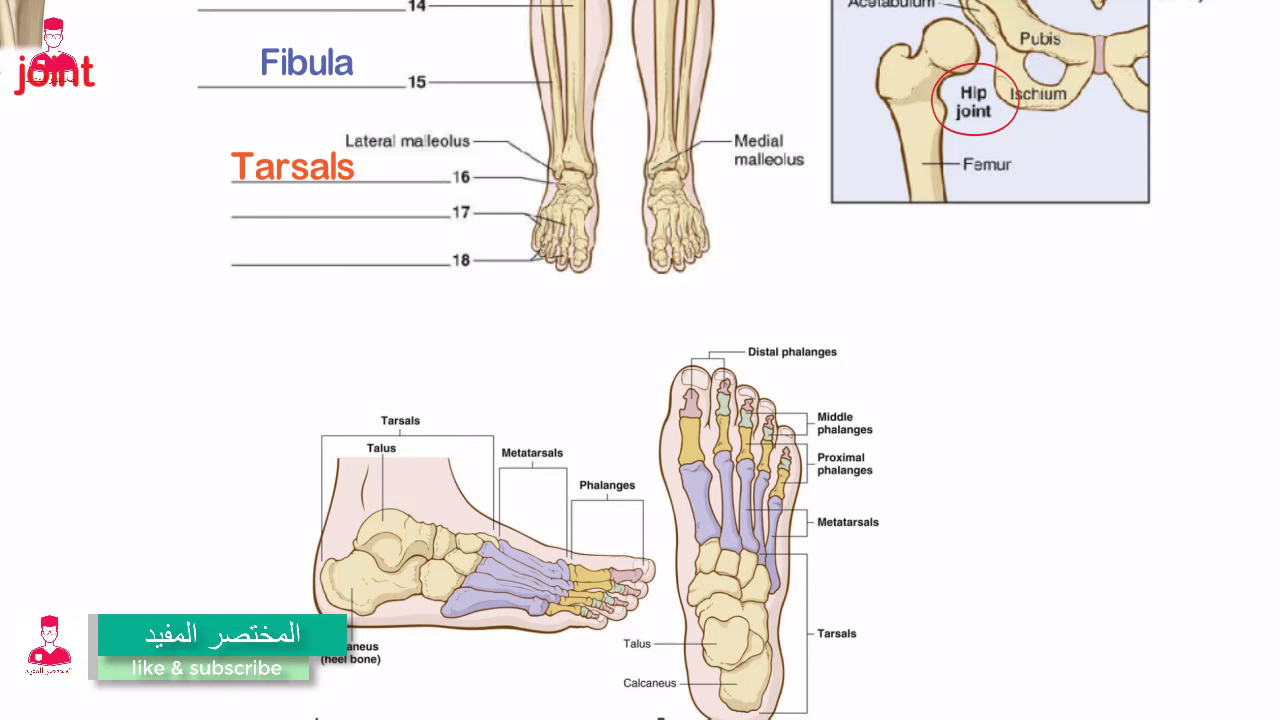 14
Acetabulum
Pubis
joint
Fibula
15
Hip
joint
Ischium
Lateral malleolus
Medial
malleolus
Femur
Tarsals
16
17
18
Distal phalanges
Tarsals
Talus
Metatarsals
Phalanges
Middle
phalanges
Proximal
phalanges
Metatarsals
Tarsals
Talus
Calcaneus
المختصر المفيد
like & subscribe
(heel bone)